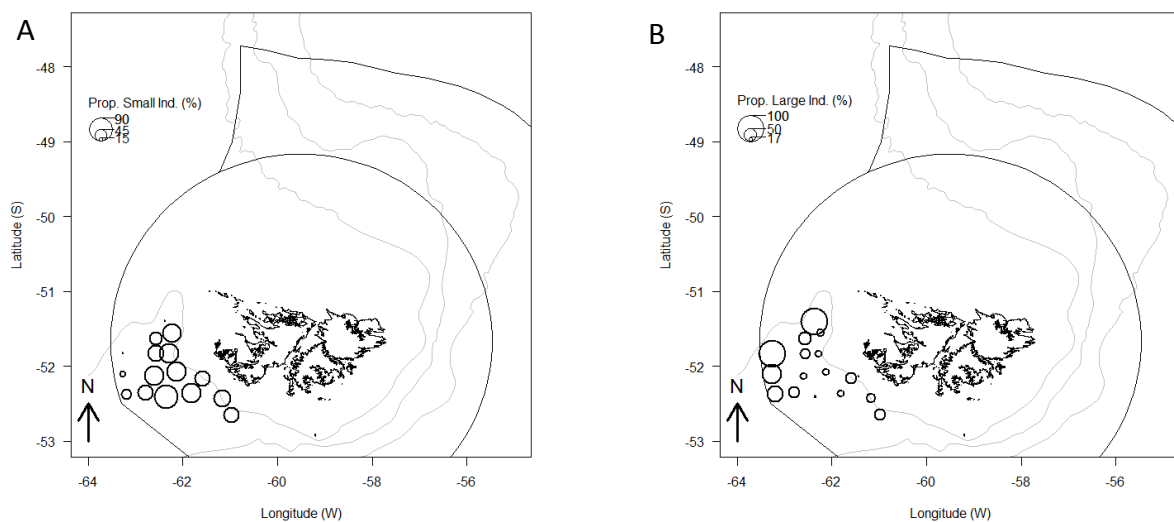 A
Prop. Small Ind. (%)
90
45
15
N
Latitude (S)
-48
-49
-50
-51
-52
-53
-64
-62
-60
-58
-56
Longitude (W)
B
Prop. Large Ind. (%)
100
50
17
N
Latitude (S)
-48
-49
-50
-51
-52
-53
-64
-62
-60
-58
-56
Longitude (W)